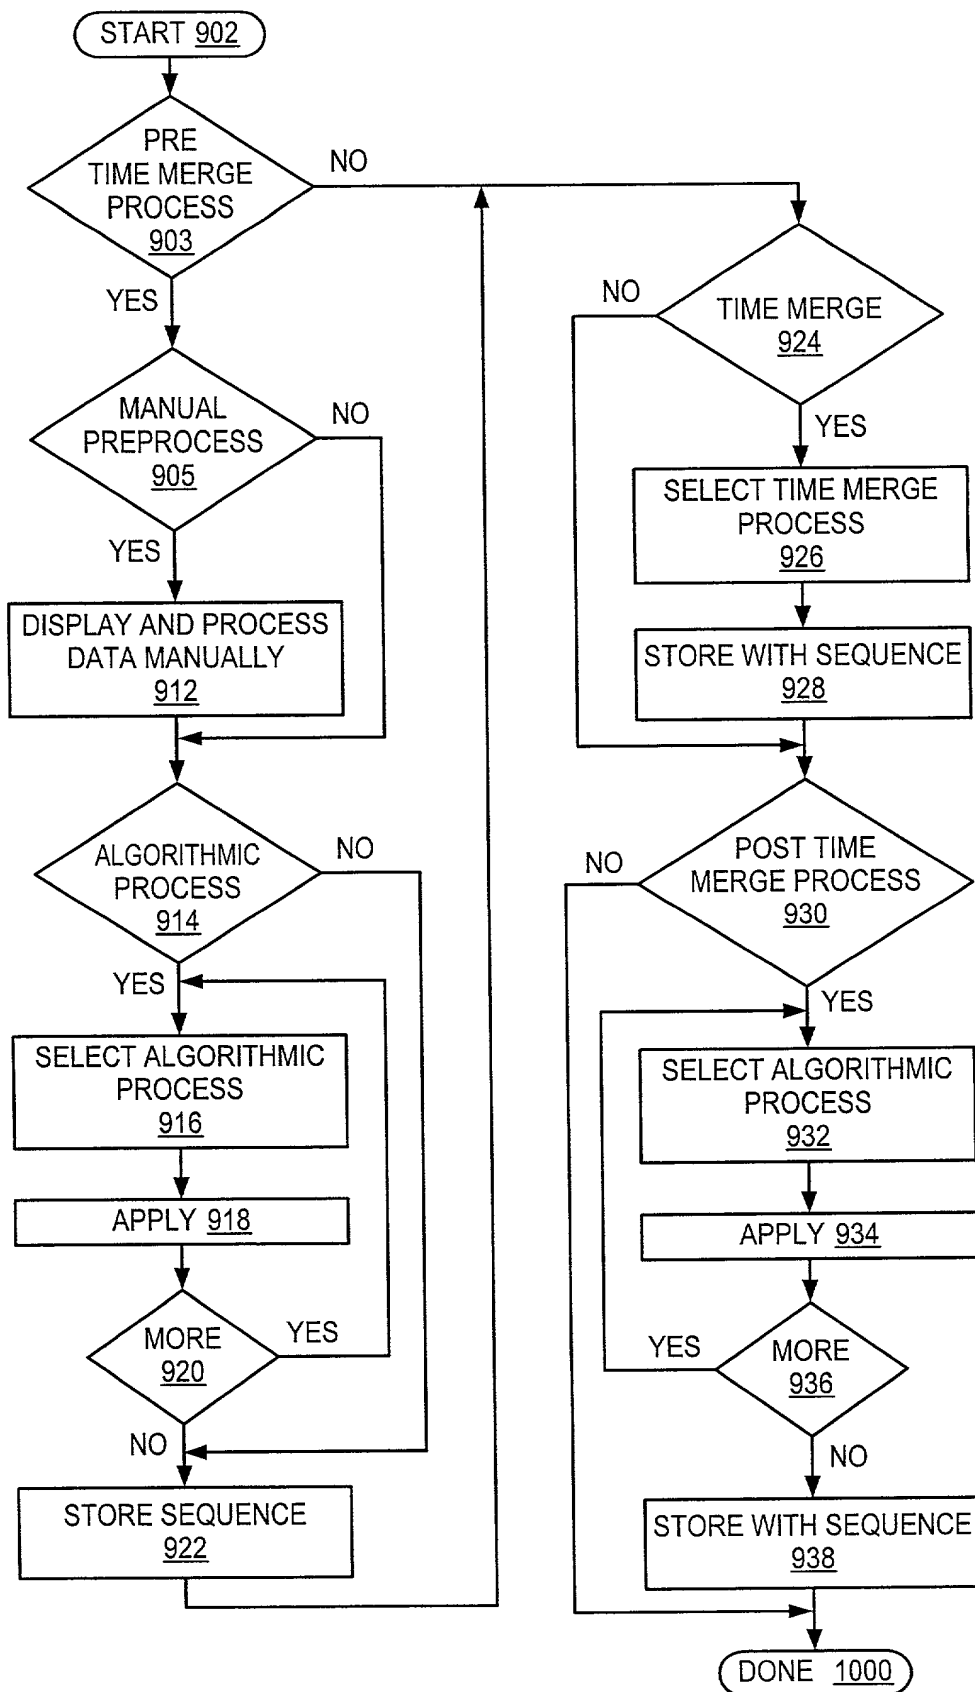 START 902
PRE
TIME MERGE
PROCESS
903
NO
YES
MANUAL
PREPROCESS
905
NO
YES
DISPLAY AND PROCESS
DATA MANUALLY
912
ALGORITHMIC
PROCESS
914
NO
YES
SELECT ALGORITHMIC
PROCESS
916
APPLY 918
MORE
920
YES
NO
STORE SEQUENCE
922
TIME MERGE
924
NO
YES
SELECT TIME MERGE
PROCESS
926
STORE WITH SEQUENCE
928
POST TIME
MERGE PROCESS
930
NO
YES
SELECT ALGORITHMIC
PROCESS
932
APPLY 934
MORE
936
YES
NO
STORE WITH SEQUENCE
938
DONE 1000